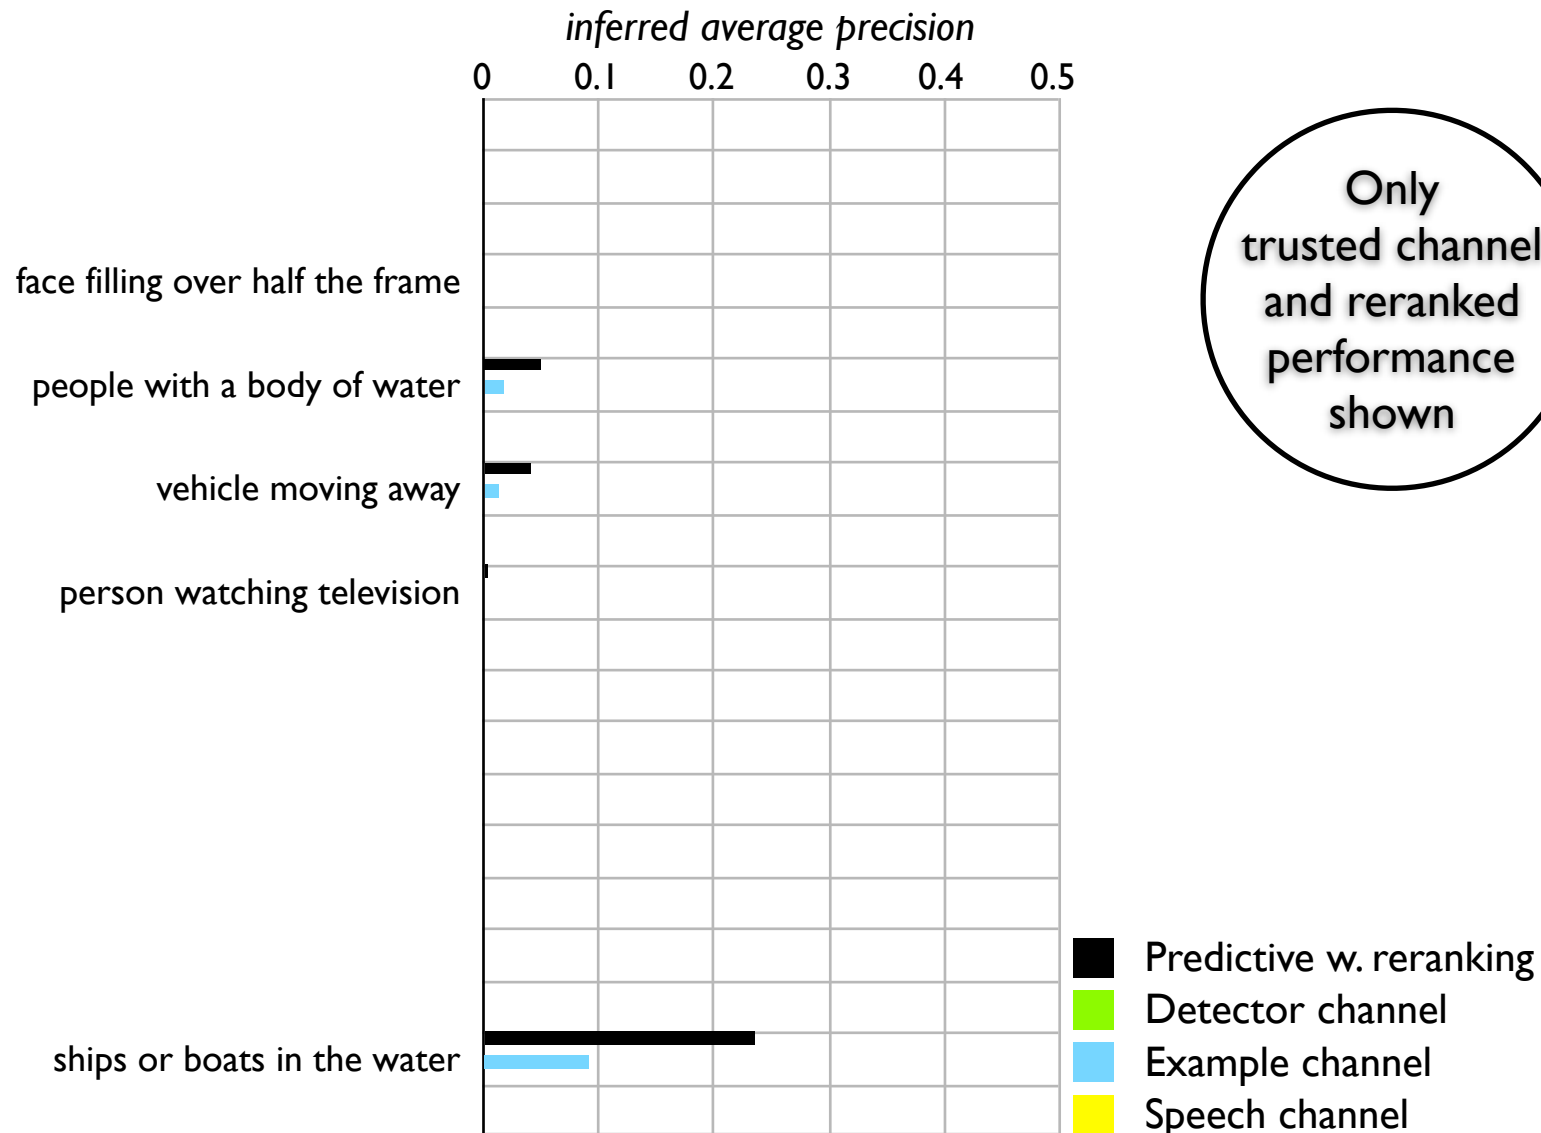 inferred average precision
0 0.1 0.2 0.3 0.4 0.5
Only
trusted channel
and reranked
performance
shown
face filling over half the frame
people with a body of water
vehicle moving away
person watching television
ships or boats in the water
Predictive w. reranking
Detector channel
Example channel
Speech channel